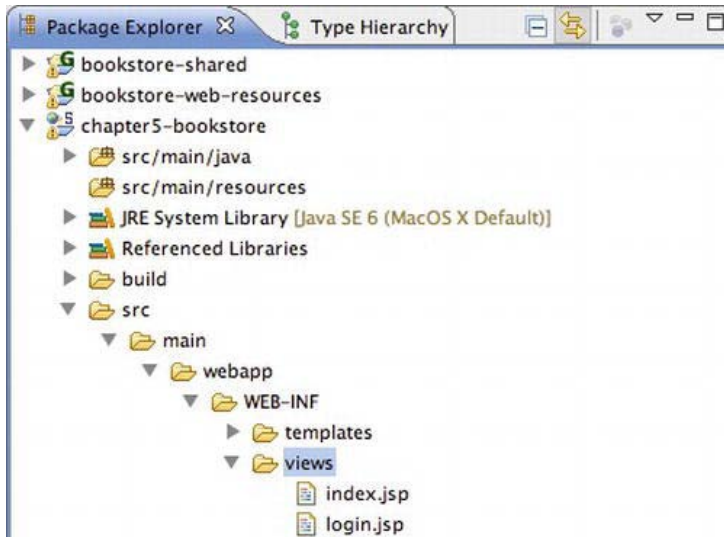 Package Explorer Type Hierarchy
bookstore-shared
bookstore-web-resources
chapter5-bookstore
src/main/java
src/main/resources
JRE System Library [Java SE 6 (MacOS X Default)]
Referenced Libraries
build
src
main
webapp
WEB-INF
templates
views
index.jsp
login.jsp